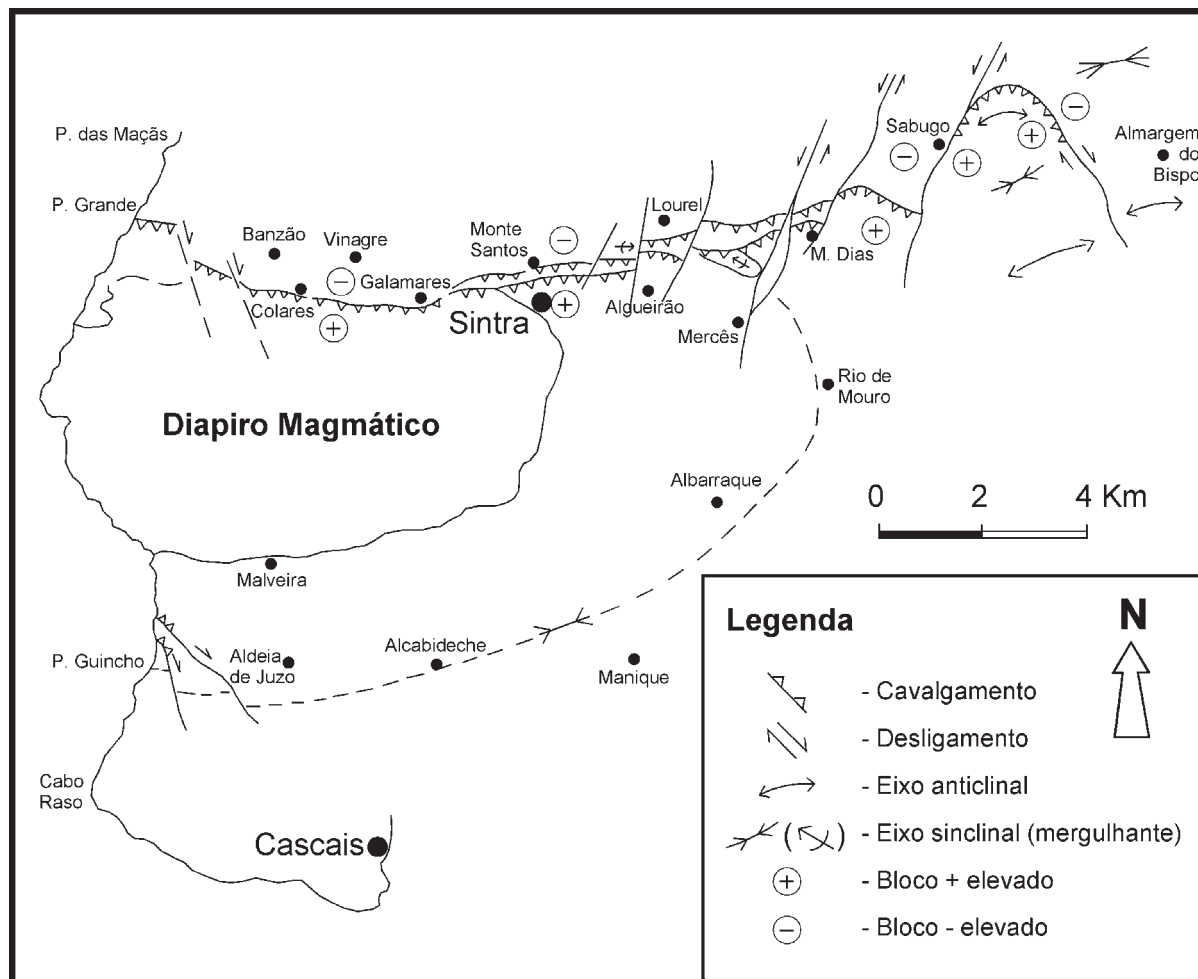 P. das Maçãs
P. Grande
Banzão
Vinagre
Colares
Galamares
Monte
Santos
Sintra
Lourel
Algueirão
Mercês
M. Dias
Sabugo
Almargem
do
Bispo
Rio de
Mouro
Diapiro Magmático
Albarraque
0 2 4 Km
Malveira
P. Guincho
Aldeia
de Juzo
Alcabideche
Manique
Cabo
Raso
Cascais
Legenda
N
- Cavalgamento
- Desligamento
- Eixo anticlinal
- Eixo sinclinal (mergulhante)
- Bloco + elevado
- Bloco - elevado